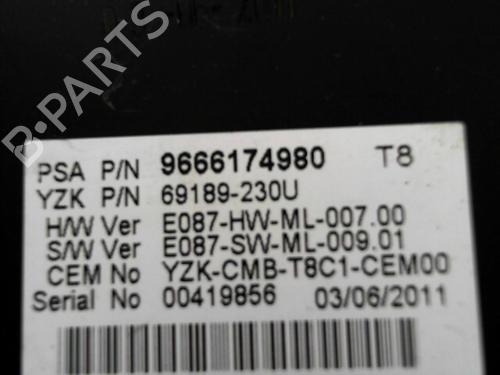 PSA P/N 9666174980 T8
YZK P/N 69189-230U
H/W Ver E087-HW-ML-007.00
S/W Ver E087-SW-ML-009.01
CEM No YZK-CMB-T8C1-CEM00
Serial No 00419856 03/06/2011
B-PARTS